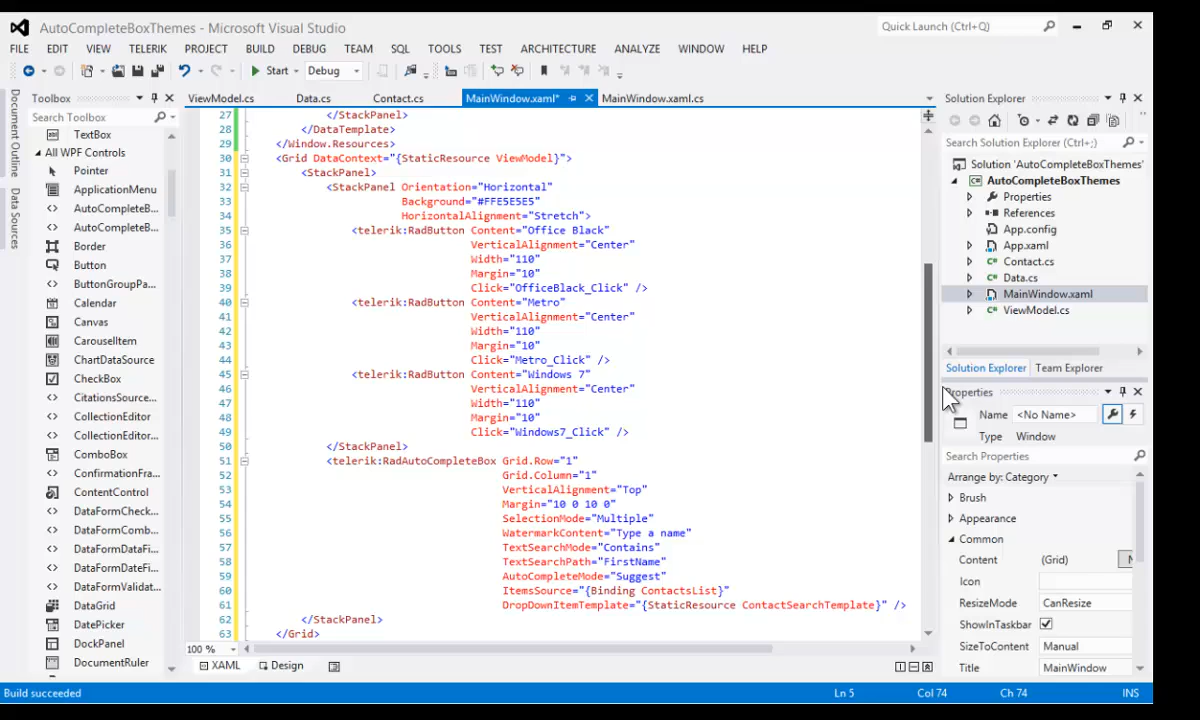 AutoCompleteBoxThemes - Microsoft Visual Studio
Quick Launch (Ctrl+Q)
FILE EDIT VIEW TELERIK PROJECT BUILD DEBUG TEAM SQL TOOLS TEST ARCHITECTURE ANALYZE WINDOW HELP
Start Debug
Document Outline
Data Sources
Toolbox
Search Toolbox
TextBox
All WPF Controls
Pointer
ApplicationMenu
AutoCompleteB...
AutoCompleteB...
Border
Button
ButtonGroupPa...
Calendar
Canvas
CarouselItem
ChartDataSource
CheckBox
CitationsSource...
CollectionEditor
CollectionEditor...
ComboBox
ConfirmationFra...
ContentControl
DataFormCheck...
DataFormComb...
DataFormDataFi...
DataFormDateFi...
DataFormValidat...
DataGrid
DatePicker
DockPanel
DocumentRuler
ViewModel.cs Data.cs Contact.cs MainWindow.xaml* MainWindow.xaml.cs
27 </StackPanel>
28 </DataTemplate>
29 </Window.Resources>
30 <Grid DataContext="{StaticResource ViewModel}">
31 <StackPanel>
32 <StackPanel Orientation="Horizontal"
33 Background="#FFE5E5E5"
34 HorizontalAlignment="Stretch">
35 <telerik:RadButton Content="Office Black"
36 VerticalAlignment="Center"
37 Width="110"
38 Margin="10"
39 Click="OfficeBlack_Click" />
40 <telerik:RadButton Content="Metro"
41 VerticalAlignment="Center"
42 Width="110"
43 Margin="10"
44 Click="Metro_Click" />
45 <telerik:RadButton Content="Windows 7"
46 VerticalAlignment="Center"
47 Width="110"
48 Margin="10"
49 Click="Windows7_Click" />
50 </StackPanel>
51 <telerik:RadAutoCompleteBox Grid.Row="1"
52 Grid.Column="1"
53 VerticalAlignment="Top"
54 Margin="10 0 10 0"
55 SelectionMode="Multiple"
56 WatermarkContent="Type a name"
57 TextSearchMode="Contains"
58 TextSearchPath="FirstName"
59 AutoCompleteMode="Suggest"
60 ItemsSource="{Binding ContactsList}"
61 DropDownItemTemplate="{StaticResource ContactSearchTemplate}" />
62 </StackPanel>
63 </Grid>
100 %
XAML Design
Solution Explorer
Search Solution Explorer (Ctrl+;)
Solution 'AutoCompleteBoxThemes'
AutoCompleteBoxThemes
Properties
References
App.config
App.xaml
Contact.cs
Data.cs
MainWindow.xaml
ViewModel.cs
Solution Explorer Team Explorer
Properties
Name <No Name>
Type Window
Search Properties
Arrange by: Category
Brush
Appearance
Common
Content (Grid)
Icon
ResizeMode CanResize
ShowInTaskbar
SizeToContent Manual
Title MainWindow
Build succeeded Ln 5 Col 74 Ch 74 INS